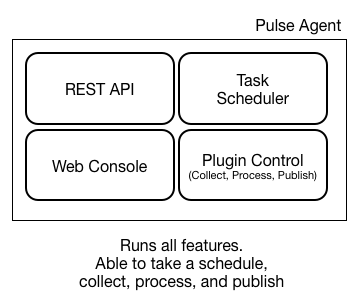 Pulse Agent
REST API
Task
Scheduler
Web Console
Plugin Control
(Collect, Process, Publish)
Runs all features.
Able to take a schedule,
collect, process, and publish